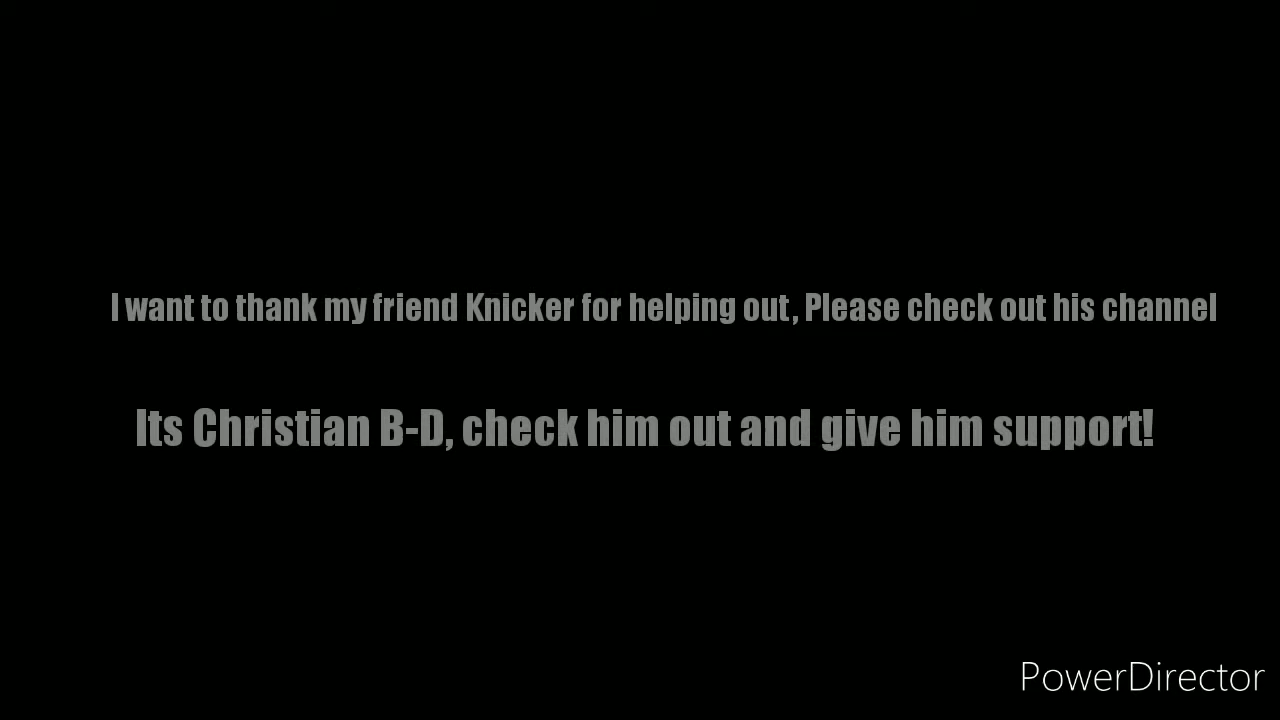 I want to thank my friend Knicker for helping out, Please check out his channel
Its Christian B-D, check him out and give him support!
PowerDirector